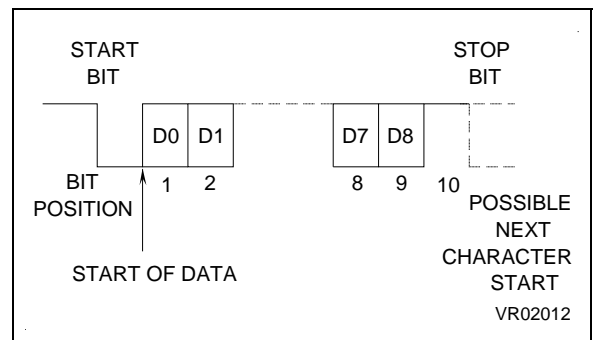 START
BIT
STOP
BIT
D0 D1 D7 D8
BIT
POSITION
1 2 8 9 10
POSSIBLE
NEXT
CHARACTER
START
START OF DATA
VR02012